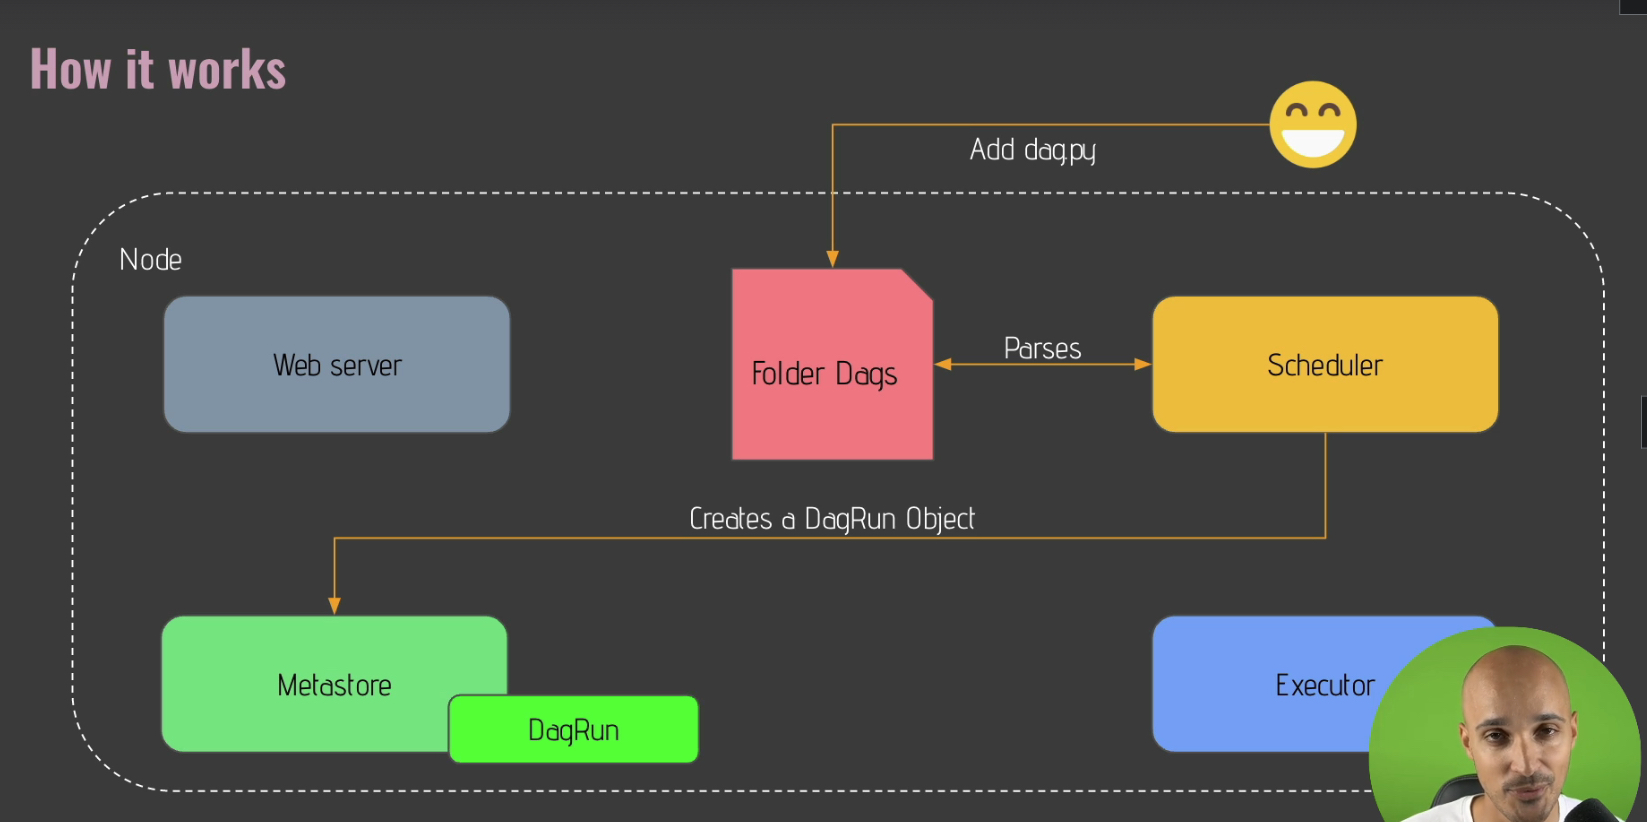 How it works
Add dag.py
Node
Web server
Folder Dags
Parses
Scheduler
Creates a DagRun Object
Metastore
DagRun
Executor